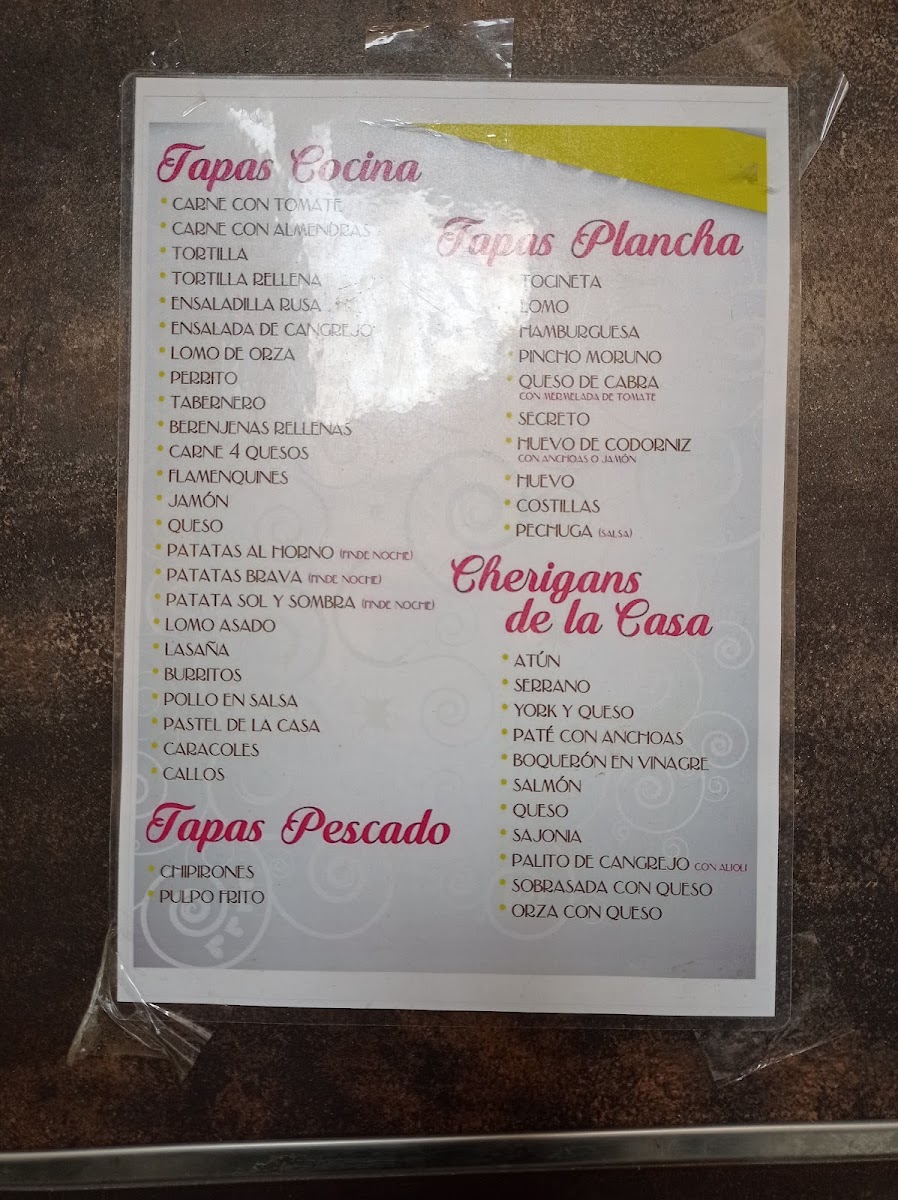 Tapas Cocina
• CARNE CON TOMATE
• CARNE CON ALMENDRAS
• TORTILLA
• TORTILLA RELLENA
• ENSALADILLA RUSA
• ENSALADA DE CANGREJO
• LOMO DE ORZA
• PERRITO
• TABERNERO
• BERENJENAS RELLENAS
• CARNE 4 QUESOS
• FLAMENQUINES
• JAMÓN
• QUESO
• PATATAS AL HORNO (FINDE NOCHE)
• PATATAS BRAVA (FINDE NOCHE)
• PATATA SOL Y SOMBRA (FINDE NOCHE)
• LOMO ASADO
• LASAÑA
• BURRITOS
• POLLO EN SALSA
• PASTEL DE LA CASA
• CARACOLES
• CALLOS
Tapas Pescado
• CHIPIRONES
• PULPO FRITO
Tapas Plancha
• TOCINETA
• LOMO
• HAMBURGUESA
• PINCHO MORUNO
• QUESO DE CABRA
CON MERMELADA DE TOMATE
• SECRETO
• HUEVO DE CODORNIZ
CON ANCHOAS O JAMÓN
• HUEVO
• COSTILLAS
• PECHUGA (SALSA)
Cherigans
de la Casa
• ATÚN
• SERRANO
• YORK Y QUESO
• PATÉ CON ANCHOAS
• BOQUERÓN EN VINAGRE
• SALMÓN
• QUESO
• SAJONIA
• PALITO DE CANGREJO CON ALIOLI
• SOBRASADA CON QUESO
• ORZA CON QUESO